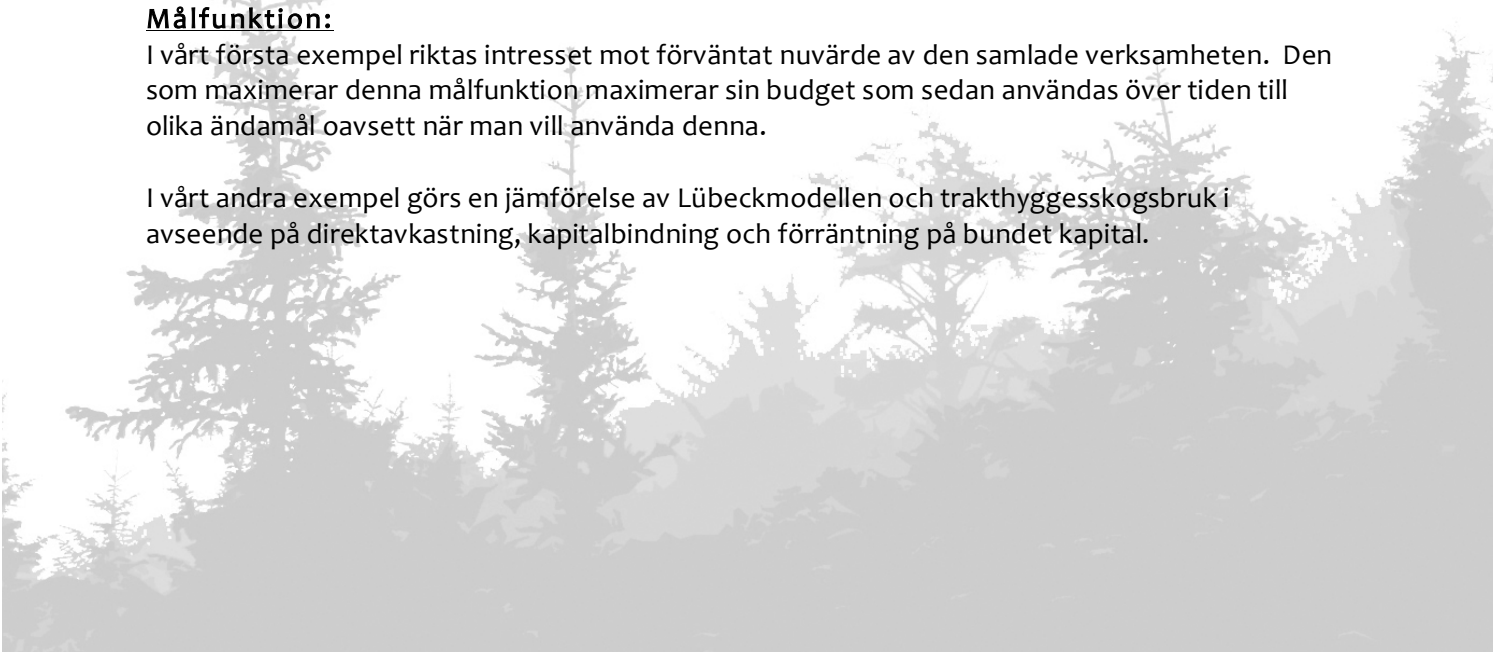 Målfunktion:
I vårt första exempel riktas intresset mot förväntat nuvärde av den samlade verksamheten.  Den
som maximerar denna målfunktion maximerar sin budget som sedan användas över tiden till
olika ändamål oavsett när man vill använda denna.
I vårt andra exempel görs en jämförelse av Lübeckmodellen och trakthyggesskogsbruk i
avseende på direktavkastning, kapitalbindning och förräntning på bundet kapital.